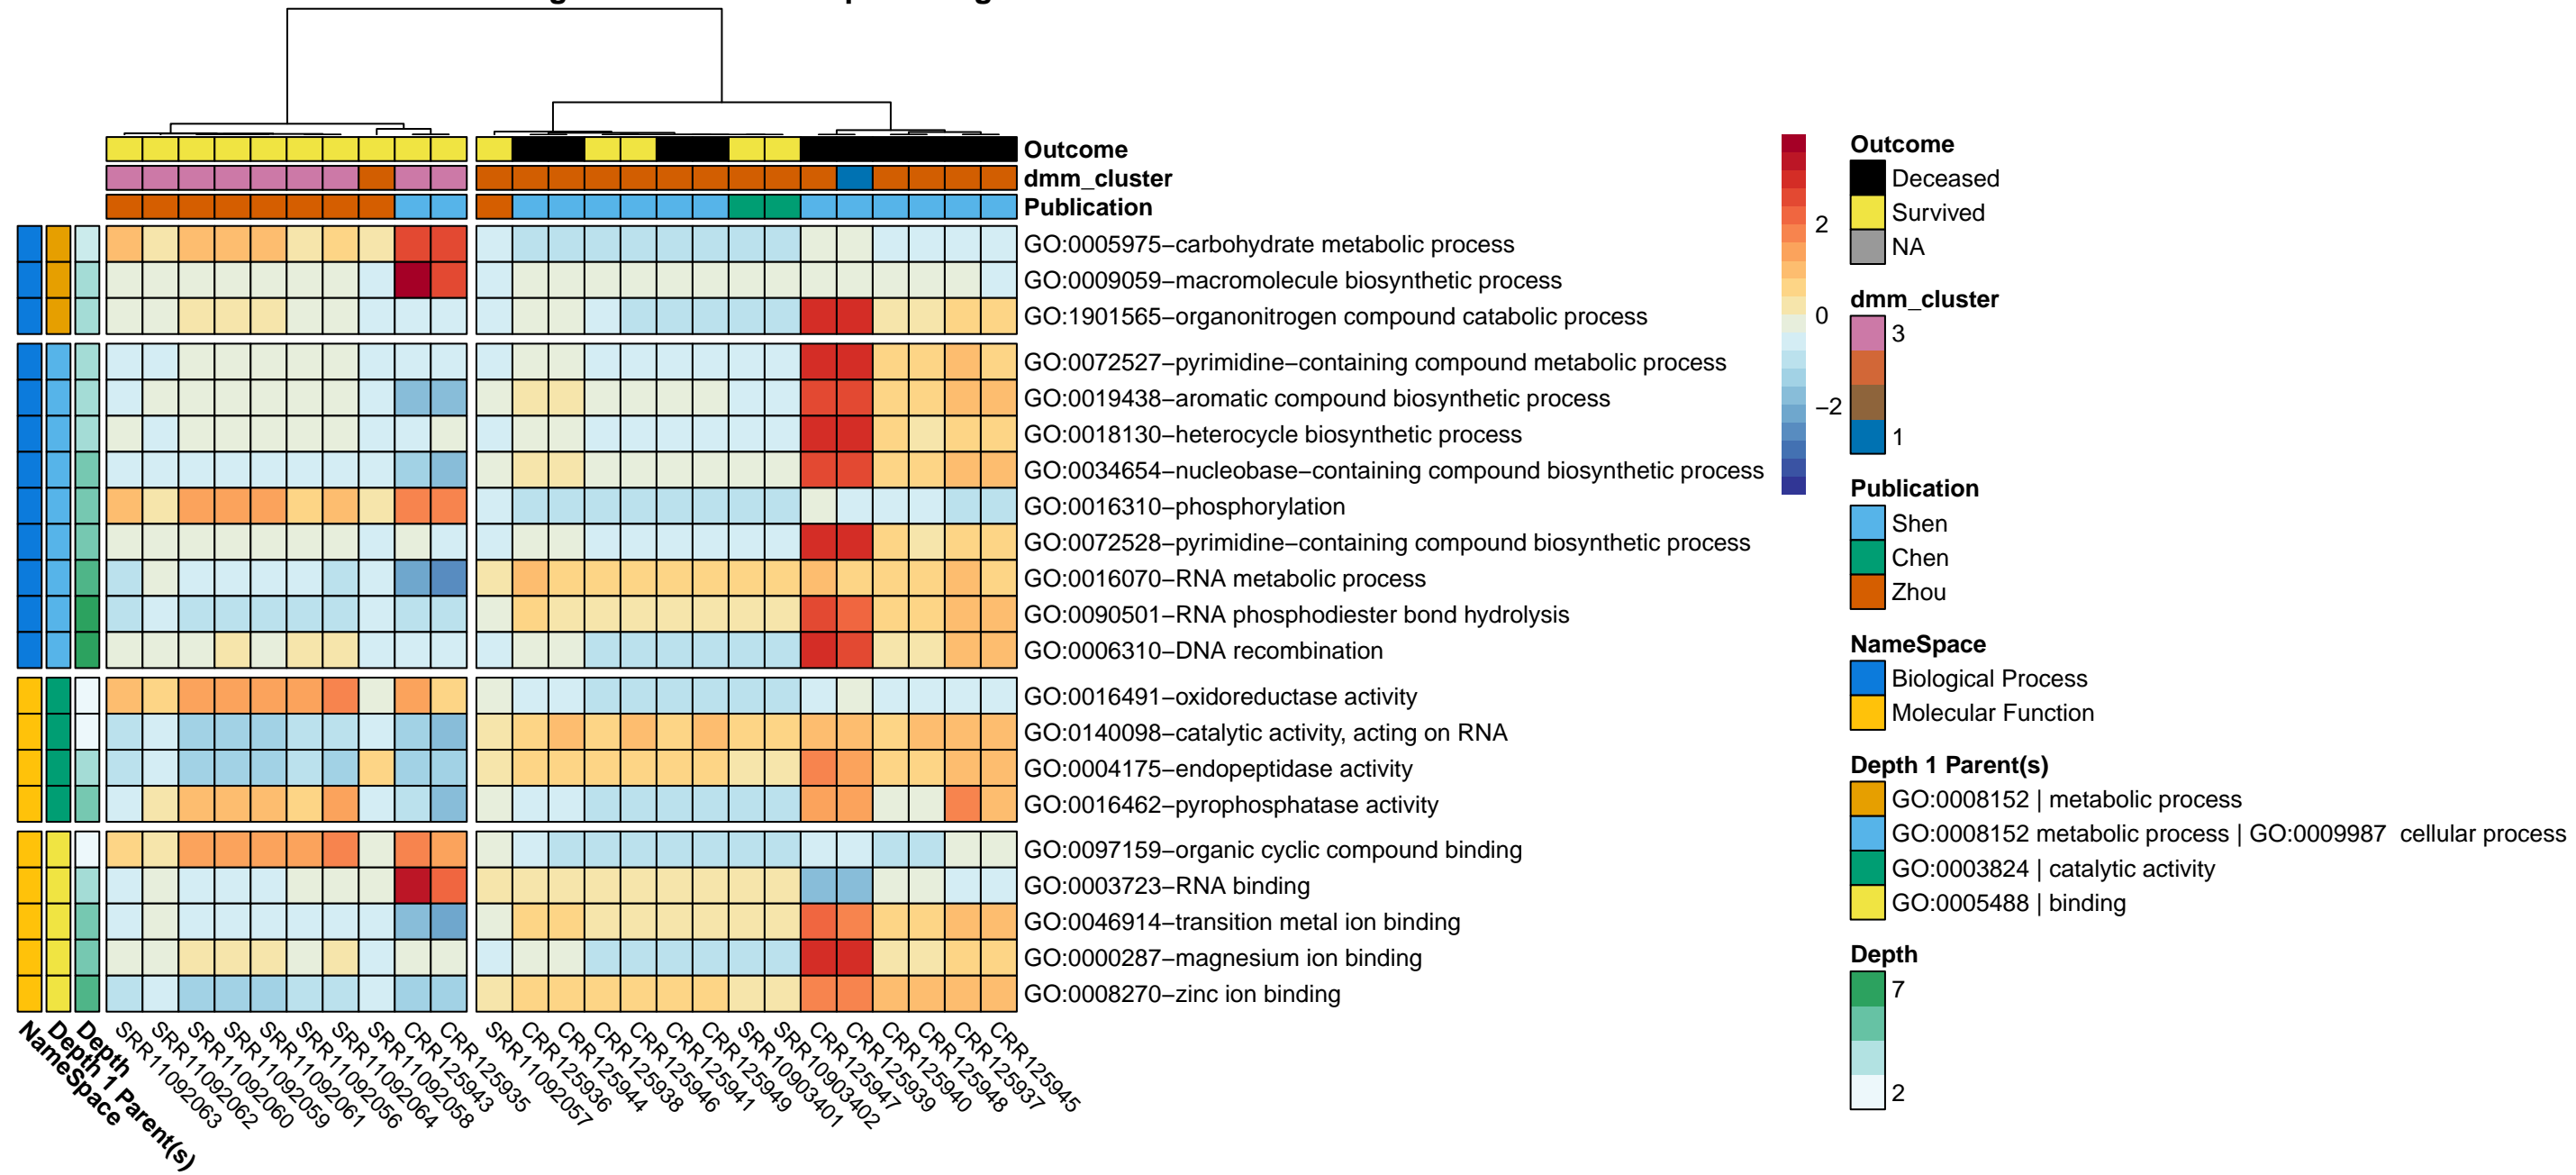 Outcome
dmm_cluster
Publication
GO:0005975−carbohydrate metabolic process
GO:0009059−macromolecule biosynthetic process
GO:1901565−organonitrogen compound catabolic process
GO:0072527−pyrimidine−containing compound metabolic process
GO:0019438−aromatic compound biosynthetic process
GO:0018130−heterocycle biosynthetic process
GO:0034654−nucleobase−containing compound biosynthetic process
GO:0016310−phosphorylation
GO:0072528−pyrimidine−containing compound biosynthetic process
GO:0016070−RNA metabolic process
GO:0090501−RNA phosphodiester bond hydrolysis
GO:0006310−DNA recombination
GO:0016491−oxidoreductase activity
GO:0140098−catalytic activity, acting on RNA
GO:0004175−endopeptidase activity
GO:0016462−pyrophosphatase activity
GO:0097159−organic cyclic compound binding
GO:0003723−RNA binding
GO:0046914−transition metal ion binding
GO:0000287−magnesium ion binding
GO:0008270−zinc ion binding
NameSpace
Depth 1 Parent(s)
Depth
SRR11092063
SRR11092062
SRR11092060
SRR11092059
SRR11092061
SRR11092056
SRR11092064
SRR11092058
CRR125943
CRR125935
SRR11092057
CRR125936
CRR125944
CRR125938
CRR125946
CRR125941
CRR125949
SRR10903401
SRR10903402
CRR125947
CRR125939
CRR125940
CRR125948
CRR125937
CRR125945
2
0
−2
Outcome
Deceased
Survived
NA
dmm_cluster
3
1
Publication
Shen
Chen
Zhou
NameSpace
Biological Process
Molecular Function
Depth 1 Parent(s)
GO:0008152 | metabolic process
GO:0008152 metabolic process | GO:0009987 cellular process
GO:0003824 | catalytic activity
GO:0005488 | binding
Depth
7
2